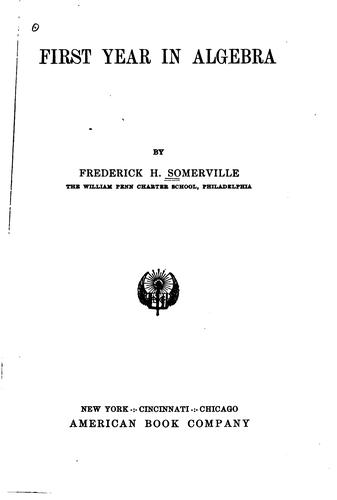 FIRST YEAR IN ALGEBRA
BY
FREDERICK H. SOMERVILLE
THE WILLIAM PENN CHARTER SCHOOL, PHILADELPHIA
NEW YORK -:- CINCINNATI -:- CHICAGO
AMERICAN BOOK COMPANY